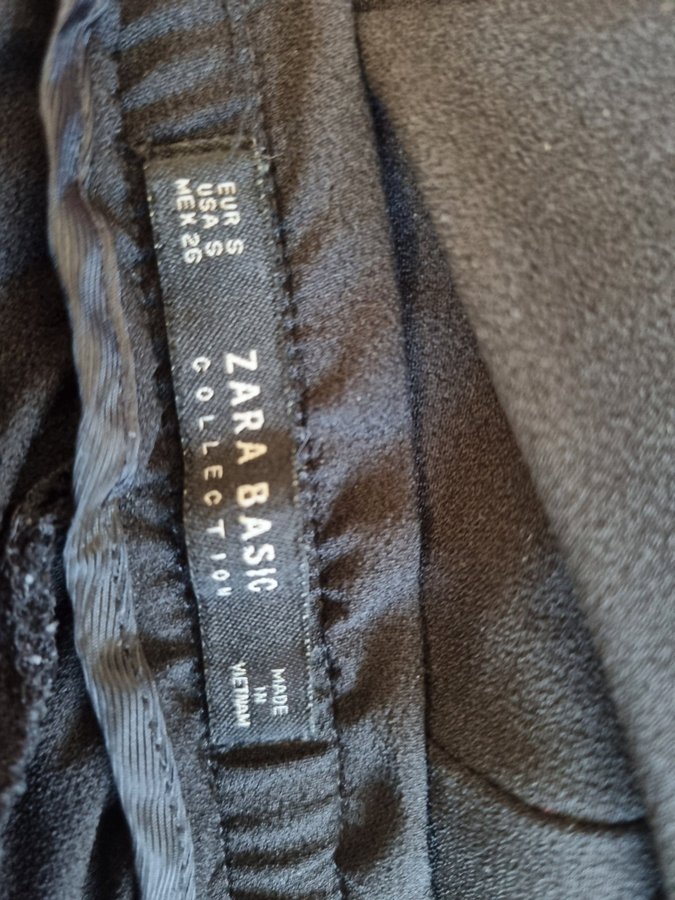 EUR S
USA S
MEX 26
ZARA BASIC
COLLECTION
MADE
IN
VIETNAM